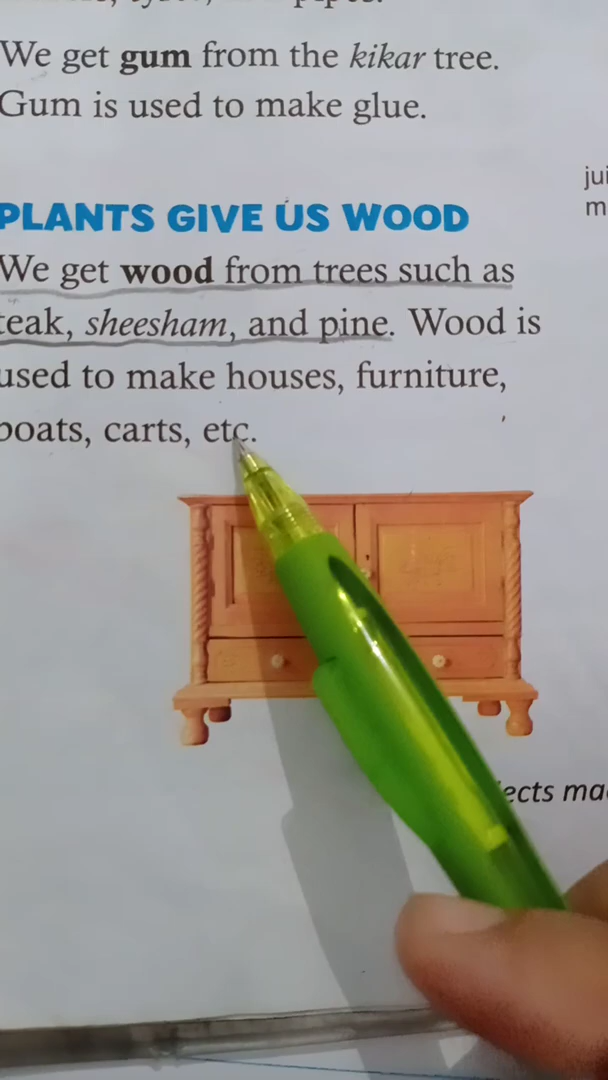 We get gum from the kikar tree.
Gum is used to make glue.
PLANTS GIVE US WOOD
We get wood from trees such as
teak, sheesham, and pine. Wood is
used to make houses, furniture,
boats, carts, etc.